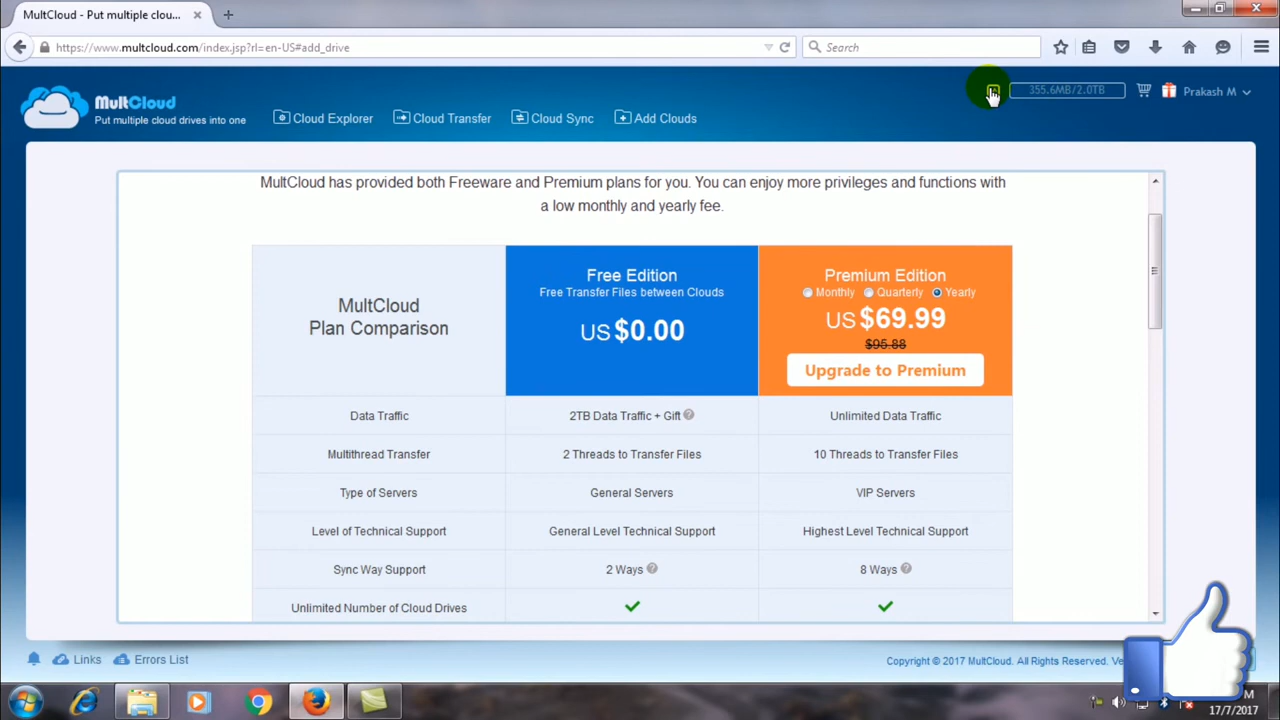 MultCloud - Put multiple clou...
https://www.multcloud.com/index.jsp?rl=en-US#add_drive
Search
MultCloud
Put multiple cloud drives into one
Cloud Explorer
Cloud Transfer
Cloud Sync
Add Clouds
355.6MB/2.0TB
Prakash M
MultCloud has provided both Freeware and Premium plans for you. You can enjoy more privileges and functions with
a low monthly and yearly fee.
MultCloud
Plan Comparison
Free Edition
Free Transfer Files between Clouds
US $0.00
Premium Edition
Monthly Quarterly Yearly
US $69.99
$95.88
Upgrade to Premium
Data Traffic
2TB Data Traffic + Gift ?
Unlimited Data Traffic
Multithread Transfer
2 Threads to Transfer Files
10 Threads to Transfer Files
Type of Servers
General Servers
VIP Servers
Level of Technical Support
General Level Technical Support
Highest Level Technical Support
Sync Way Support
2 Ways ?
8 Ways ?
Unlimited Number of Cloud Drives
Links
Errors List
Copyright © 2017 MultCloud. All Rights Reserved.
17/7/2017